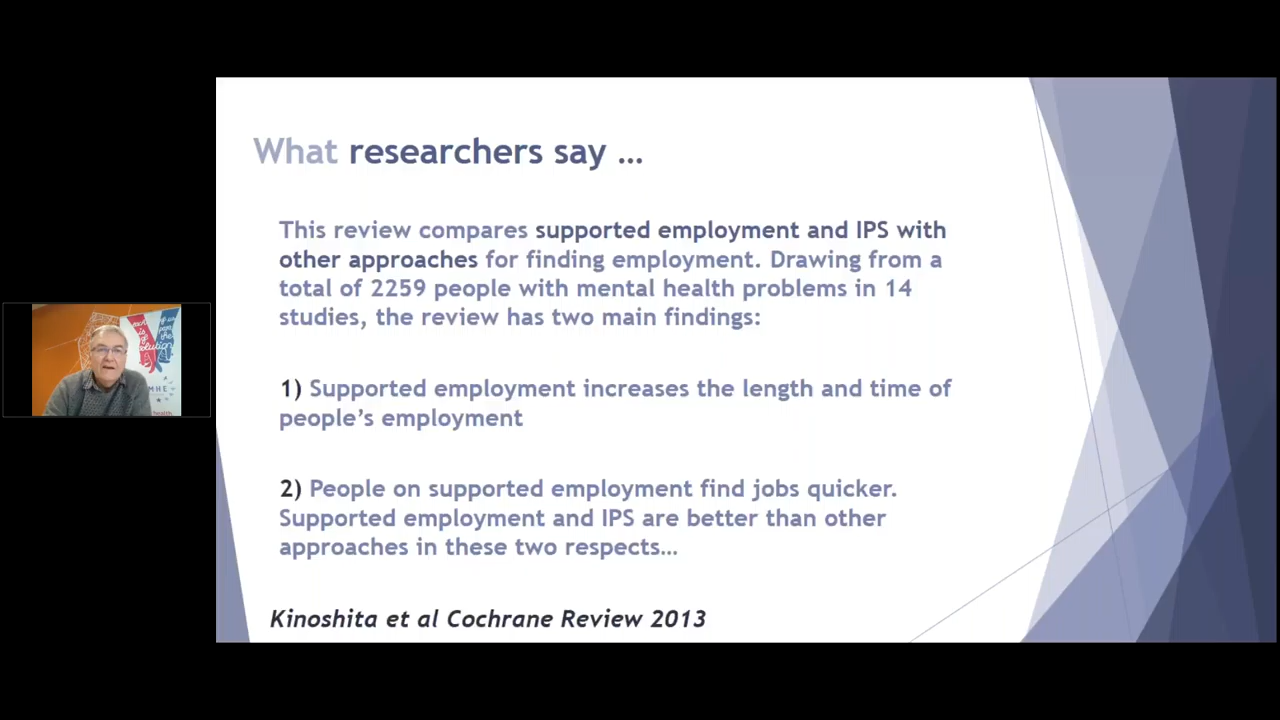 What researchers say …
This review compares supported employment and IPS with
other approaches for finding employment. Drawing from a
total of 2259 people with mental health problems in 14
studies, the review has two main findings:
1) Supported employment increases the length and time of
people’s employment
2) People on supported employment find jobs quicker.
Supported employment and IPS are better than other
approaches in these two respects…
Kinoshita et al Cochrane Review 2013
health